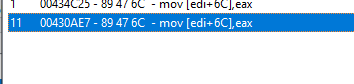 1 00434C25 - 89 47 6C - mov [edi+6C],eax
11 00430AE7 - 89 47 6C - mov [edi+6C],eax